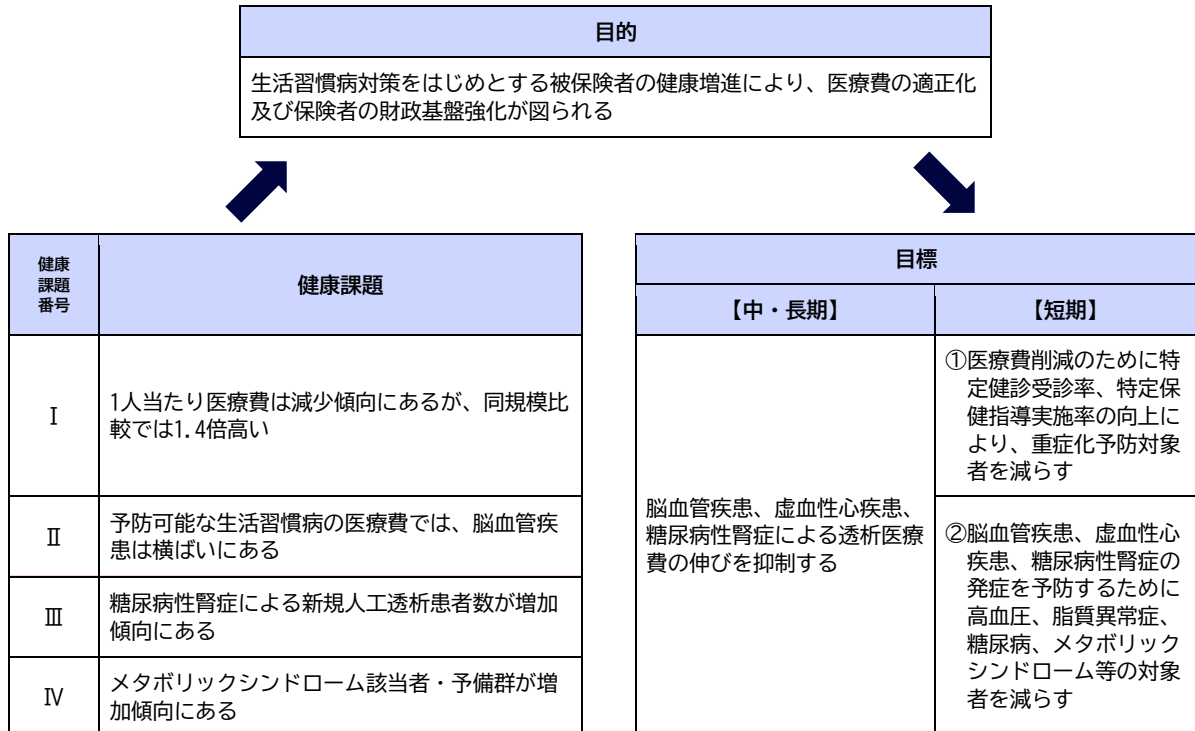 目的
生活習慣病対策をはじめとする被保険者の健康増進により、医療費の適正化
及び保険者の財政基盤強化が図られる
健康
課題
番号
健康課題
Ⅰ
1人当たり医療費は減少傾向にあるが、同規模比
較では1.4倍高い
Ⅱ
予防可能な生活習慣病の医療費では、脳血管疾
患は横ばいにある
Ⅲ
糖尿病性腎症による新規人工透析患者数が増加
傾向にある
Ⅳ
メタボリックシンドローム該当者・予備群が増
加傾向にある
目標
【中・長期】
【短期】
脳血管疾患、虚血性心疾患、
糖尿病性腎症による透析医療
費の伸びを抑制する
①医療費削減のために特
定健診受診率、特定保
健指導実施率の向上に
より、重症化予防対象
者を減らす
②脳血管疾患、虚血性心
疾患、糖尿病性腎症の
発症を予防するために
高血圧、脂質異常症、
糖尿病、メタボリック
シンドローム等の対象
者を減らす